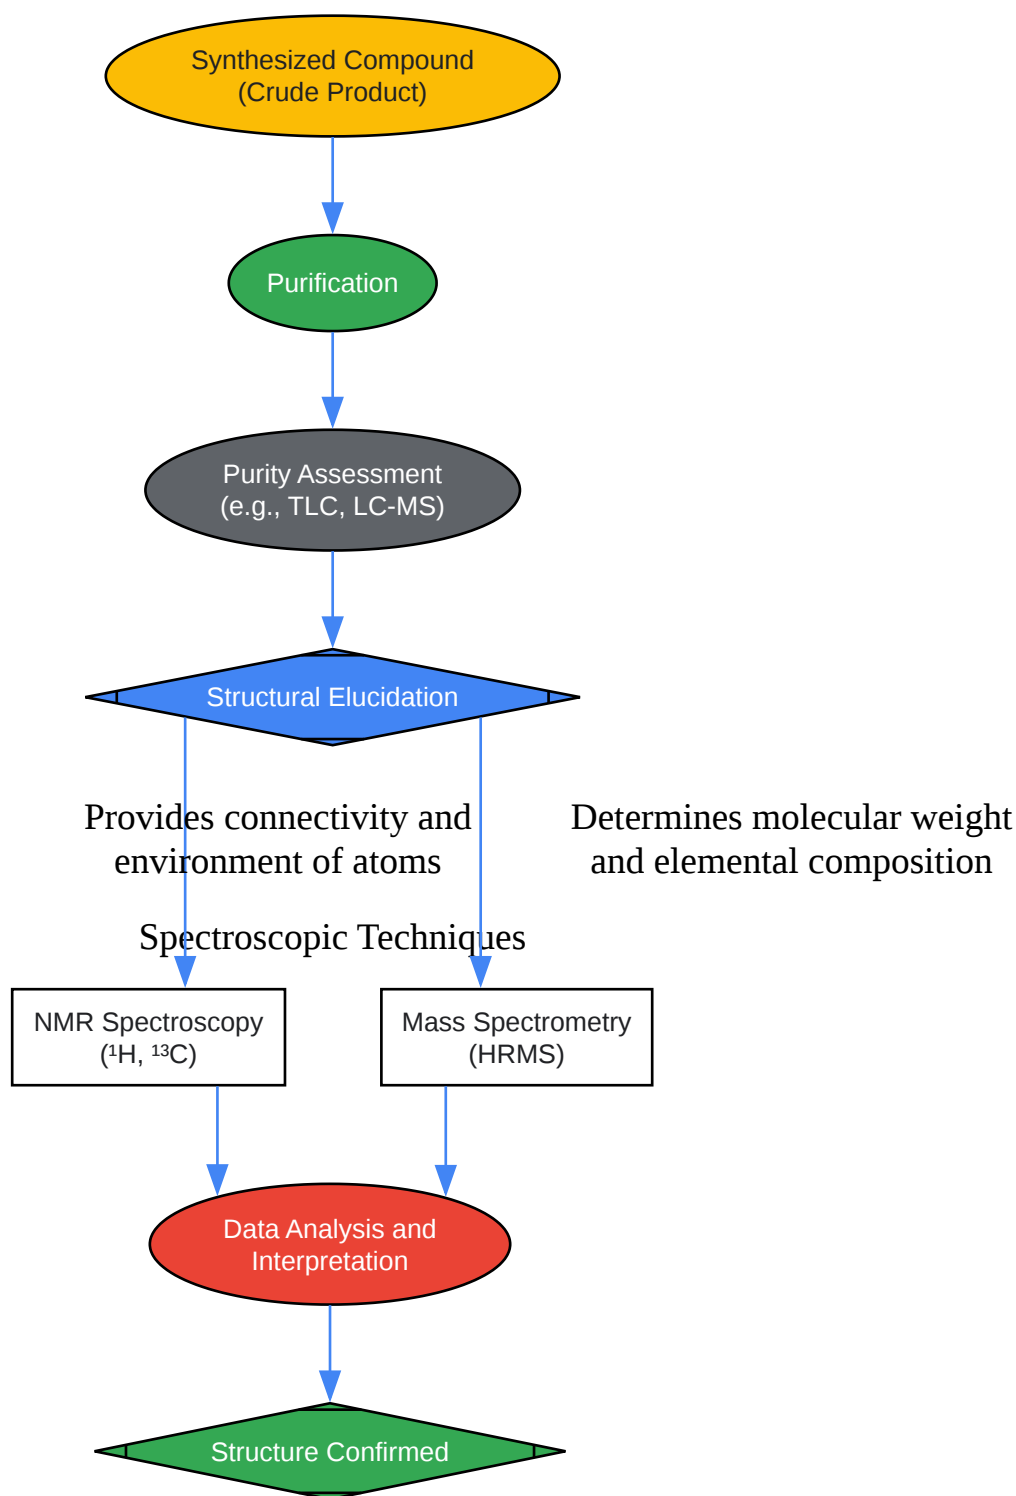 Synthesized Compound
(Crude Product)
Purification
Purity Assessment
(e.g., TLC, LC-MS)
Structural Elucidation
Provides connectivity and
environment of atoms
Determines molecular weight
and elemental composition
Spectroscopic Techniques
NMR Spectroscopy
(¹H, ¹³C)
Mass Spectrometry
(HRMS)
Data Analysis and
Interpretation
Structure Confirmed